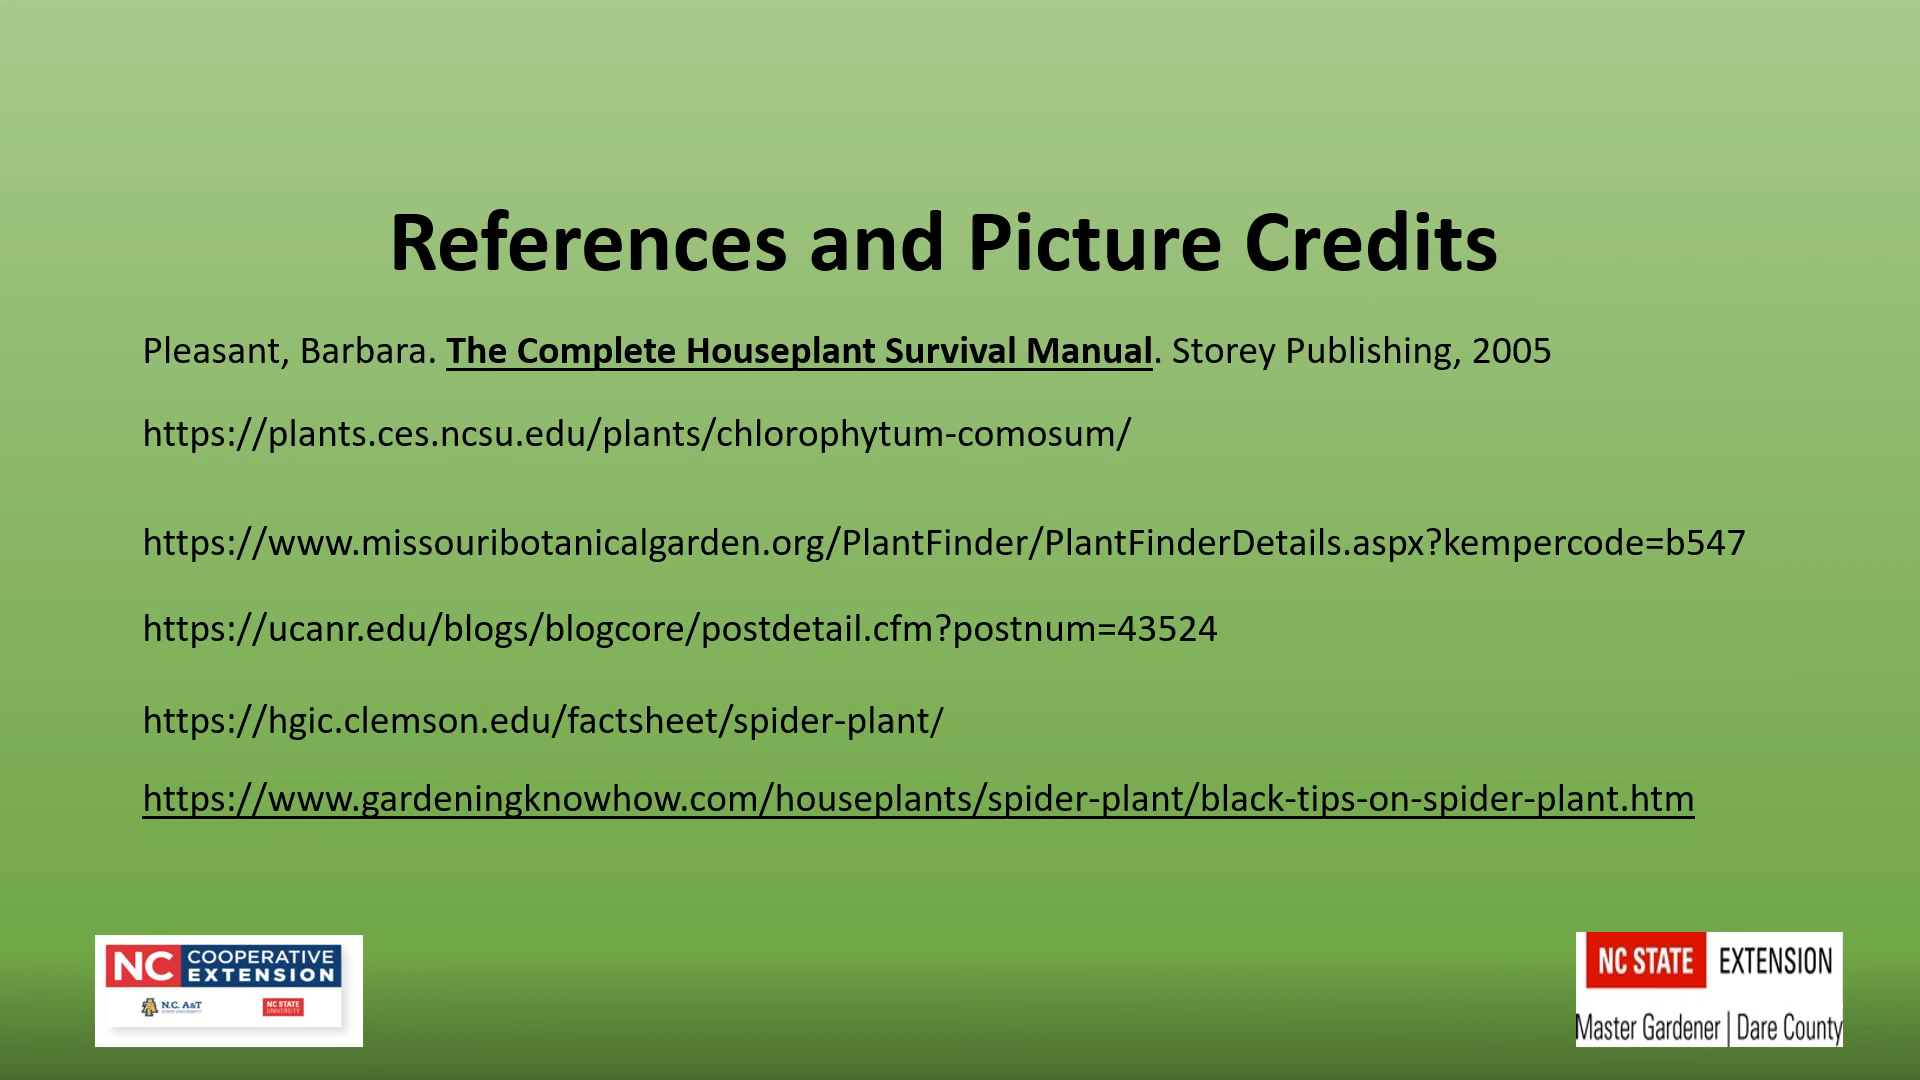 References and Picture Credits
Pleasant, Barbara. The Complete Houseplant Survival Manual. Storey Publishing, 2005
https://plants.ces.ncsu.edu/plants/chlorophytum-comosum/
https://www.missouribotanicalgarden.org/PlantFinder/PlantFinderDetails.aspx?kempercode=b547
https://ucanr.edu/blogs/blogcore/postdetail.cfm?postnum=43524
https://hgic.clemson.edu/factsheet/spider-plant/
https://www.gardeningknowhow.com/houseplants/spider-plant/black-tips-on-spider-plant.htm
NC COOPERATIVE
EXTENSION
N.C. A&T
STATE UNIVERSITY
NC STATE
UNIVERSITY
NC STATE EXTENSION
Master Gardener | Dare County